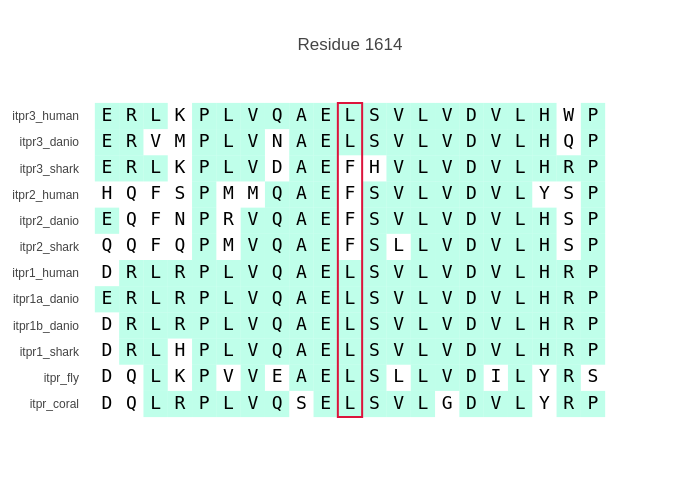 Residue 1614
itpr3_human E R L K P L V Q A E L S V L V D V L H W P
itpr3_danio E R V M P L V N A E L S V L V D V L H Q P
itpr3_shark E R L K P L V D A E F H V L V D V L H R P
itpr2_human H Q F S P M M Q A E F S V L V D V L Y S P
itpr2_danio E Q F N P R V Q A E F S V L V D V L H S P
itpr2_shark Q Q F Q P M V Q A E F S L L V D V L H S P
itpr1_human D R L R P L V Q A E L S V L V D V L H R P
itpr1a_danio E R L R P L V Q A E L S V L V D V L H R P
itpr1b_danio D R L R P L V Q A E L S V L V D V L H R P
itpr1_shark D R L H P L V Q A E L S V L V D V L H R P
itpr_fly D Q L K P V V E A E L S L L V D I L Y R S
itpr_coral D Q L R P L V Q S E L S V L G D V L Y R P